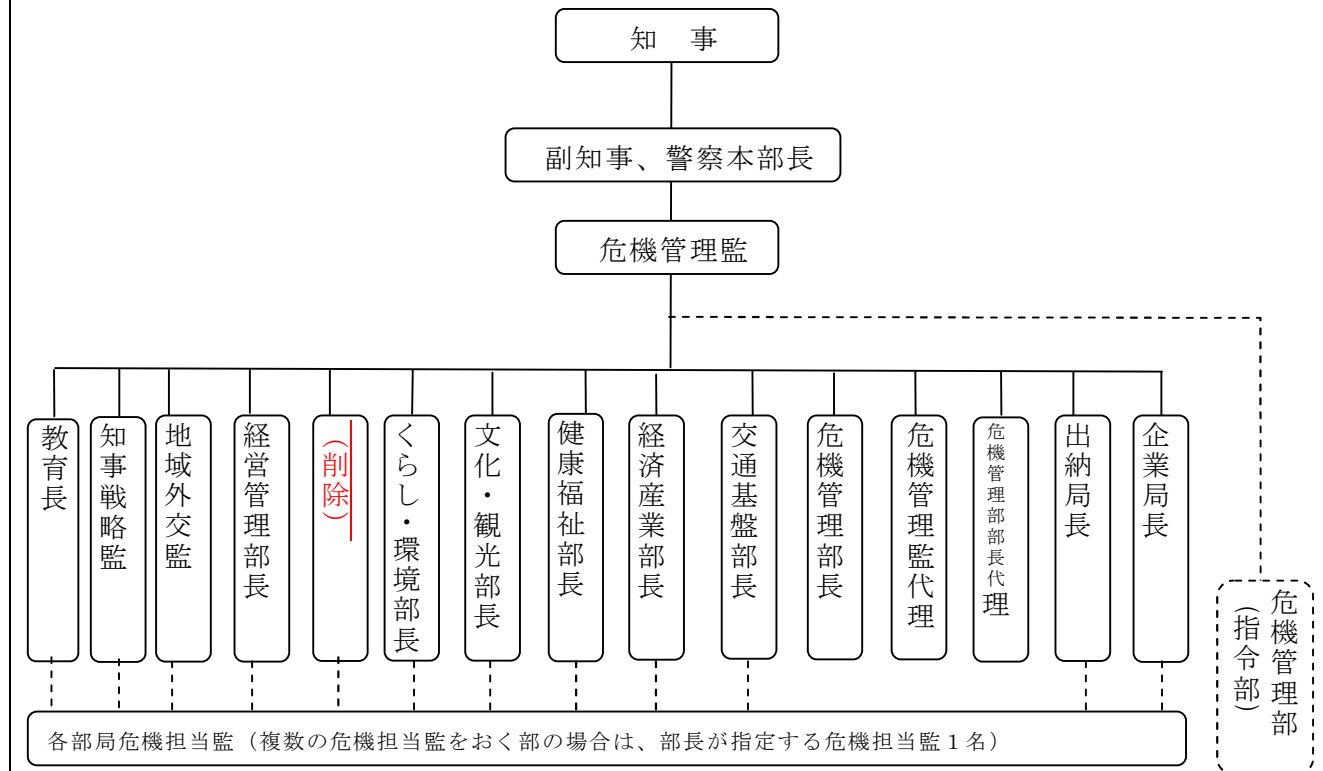 知　事
副知事、警察本部長
危機管理監
教育長
知事戦略監
地域外交監
経営管理部長
（削除）
くらし・環境部長
文化・観光部長
健康福祉部長
経済産業部長
交通基盤部長
危機管理部長
危機管理監代理
危機管理部部長代理
出納局長
企業局長
危機管理部
（指令部）
各部局危機担当監（複数の危機担当監をおく部の場合は、部長が指定する危機担当監１名）